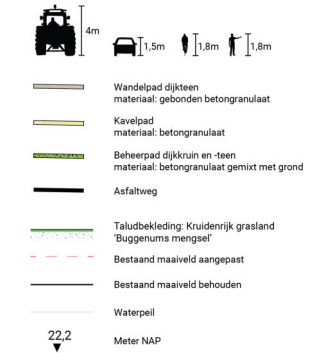 4m
1,5m
1,8m
1,8m
Wandelpad dijkteen
materiaal: gebonden betongranulaat
Kavelpad
materiaal: betongranulaat
Beheerpad dijkkruin en -teen
materiaal: betongranulaat gemixt met grond
Asfaltweg
Taludbekleding: Kruidenrijk grasland
‘Buggenums mengsel’
Bestaand maaiveld aangepast
Bestaand maaiveld behouden
Waterpeil
22,2
Meter NAP